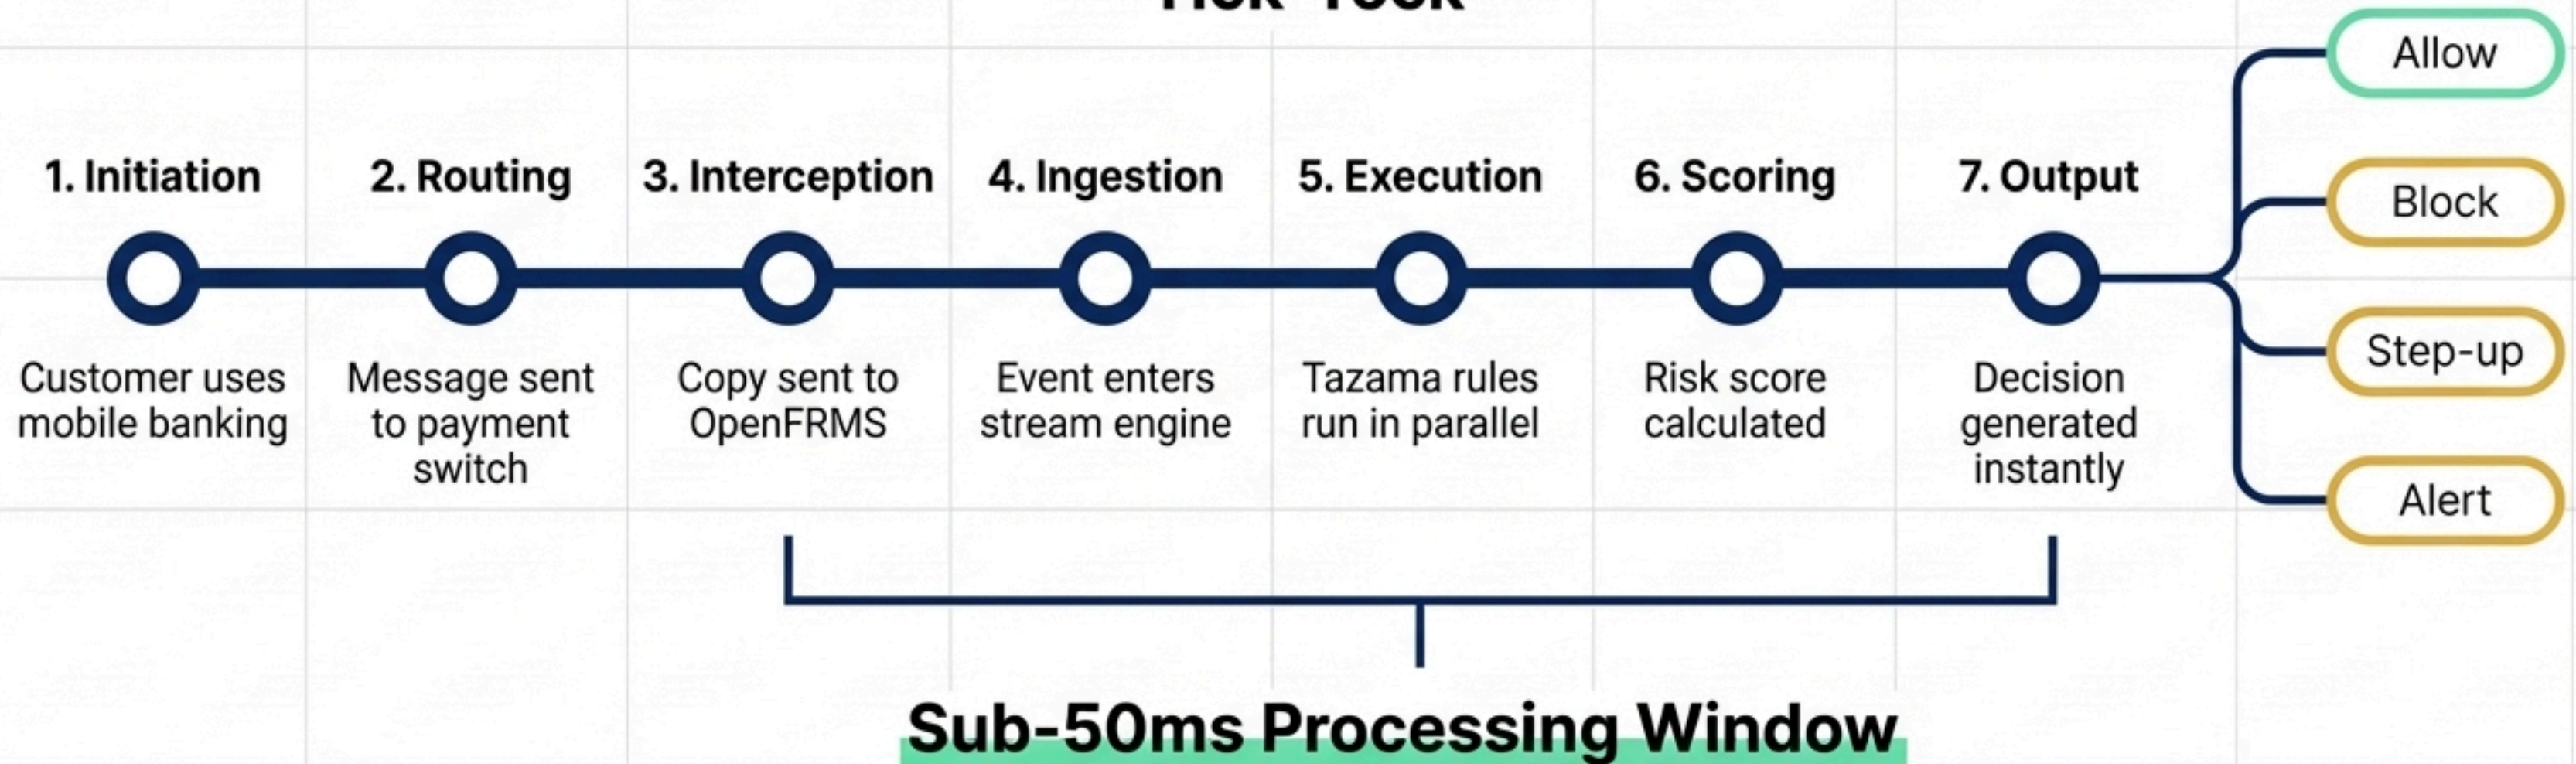 1. Initiation
Customer uses
mobile banking
2. Routing
Message sent
to payment
switch
3. Interception
Copy sent to
OpenFRMS
4. Ingestion
Event enters
stream engine
5. Execution
Tazama rules
run in parallel
6. Scoring
Risk score
calculated
7. Output
Decision
generated
instantly
Allow
Block
Step-up
Alert
Sub-50ms Processing Window